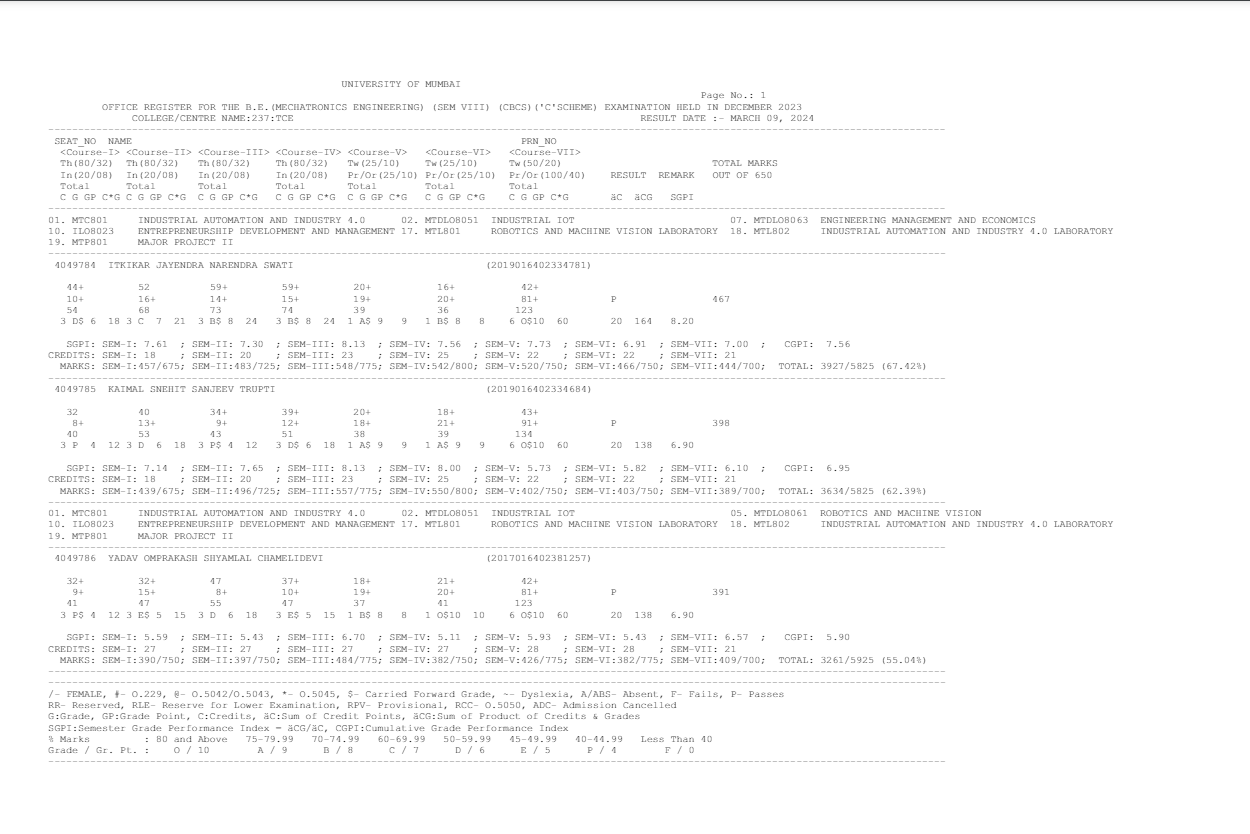 UNIVERSITY OF MUMBAI
Page No.: 1
OFFICE REGISTER FOR THE B.E.(MECHATRONICS ENGINEERING) (SEM VIII) (CBCS)('C'SCHEME) EXAMINATION HELD IN DECEMBER 2023
COLLEGE/CENTRE NAME:237:TCE RESULT DATE :- MARCH 09, 2024
SEAT_NO NAME PRN_NO
<Course-I> <Course-II> <Course-III> <Course-IV> <Course-V> <Course-VI> <Course-VII>
Th(80/32) Th(80/32) Th(80/32) Th(80/32) Tw(25/10) Tw(25/10) Tw(50/20) TOTAL MARKS
In(20/08) In(20/08) In(20/08) In(20/08) Pr/Or(25/10) Pr/Or(25/10) Pr/Or(100/40) RESULT REMARK OUT OF 650
Total Total Total Total Total Total Total
C G GP C*G C G GP C*G C G GP C*G C G GP C*G C G GP C*G C G GP C*G C G GP C*G äC äCG SGPI
01. MTC801 INDUSTRIAL AUTOMATION AND INDUSTRY 4.0 02. MTDLO8051 INDUSTRIAL IOT 07. MTDLO8063 ENGINEERING MANAGEMENT AND ECONOMICS
10. ILO8023 ENTREPRENEURSHIP DEVELOPMENT AND MANAGEMENT 17. MTL801 ROBOTICS AND MACHINE VISION LABORATORY 18. MTL802 INDUSTRIAL AUTOMATION AND INDUSTRY 4.0 LABORATORY
19. MTP801 MAJOR PROJECT II
4049784 ITKIKAR JAYENDRA NARENDRA SWATI (2019016402334781)
44+ 52 59+ 59+ 20+ 16+ 42+
10+ 16+ 14+ 15+ 19+ 20+ 81+ P 467
54 68 73 74 39 36 123
3 D$ 6 18 3 C 7 21 3 B$ 8 24 3 B$ 8 24 1 A$ 9 9 1 B$ 8 8 6 O$10 60 20 164 8.20
SGPI: SEM-I: 7.61 ; SEM-II: 7.30 ; SEM-III: 8.13 ; SEM-IV: 7.56 ; SEM-V: 7.73 ; SEM-VI: 6.91 ; SEM-VII: 7.00 ; CGPI: 7.56
CREDITS: SEM-I: 18 ; SEM-II: 20 ; SEM-III: 23 ; SEM-IV: 25 ; SEM-V: 22 ; SEM-VI: 22 ; SEM-VII: 21
MARKS: SEM-I:457/675; SEM-II:483/725; SEM-III:548/775; SEM-IV:542/800; SEM-V:520/750; SEM-VI:466/750; SEM-VII:444/700; TOTAL: 3927/5825 (67.42%)
4049785 KAIMAL SNEHIT SANJEEV TRUPTI (2019016402334684)
32 40 34+ 39+ 20+ 18+ 43+
8+ 13+ 9+ 12+ 18+ 21+ 91+ P 398
40 53 43 51 38 39 134
3 P 4 12 3 D 6 18 3 P$ 4 12 3 D$ 6 18 1 A$ 9 9 1 A$ 9 9 6 O$10 60 20 138 6.90
SGPI: SEM-I: 7.14 ; SEM-II: 7.65 ; SEM-III: 8.13 ; SEM-IV: 8.00 ; SEM-V: 5.73 ; SEM-VI: 5.82 ; SEM-VII: 6.10 ; CGPI: 6.95
CREDITS: SEM-I: 18 ; SEM-II: 20 ; SEM-III: 23 ; SEM-IV: 25 ; SEM-V: 22 ; SEM-VI: 22 ; SEM-VII: 21
MARKS: SEM-I:439/675; SEM-II:496/725; SEM-III:557/775; SEM-IV:550/800; SEM-V:402/750; SEM-VI:403/750; SEM-VII:389/700; TOTAL: 3634/5825 (62.39%)
01. MTC801 INDUSTRIAL AUTOMATION AND INDUSTRY 4.0 02. MTDLO8051 INDUSTRIAL IOT 05. MTDLO8061 ROBOTICS AND MACHINE VISION
10. ILO8023 ENTREPRENEURSHIP DEVELOPMENT AND MANAGEMENT 17. MTL801 ROBOTICS AND MACHINE VISION LABORATORY 18. MTL802 INDUSTRIAL AUTOMATION AND INDUSTRY 4.0 LABORATORY
19. MTP801 MAJOR PROJECT II
4049786 YADAV OMPRAKASH SHYAMLAL CHAMELIDEVI (2017016402381257)
32+ 32+ 47 37+ 18+ 21+ 42+
9+ 15+ 8+ 10+ 19+ 20+ 81+ P 391
41 47 55 47 37 41 123
3 P$ 4 12 3 E$ 5 15 3 D 6 18 3 E$ 5 15 1 B$ 8 8 1 O$10 10 6 O$10 60 20 138 6.90
SGPI: SEM-I: 5.59 ; SEM-II: 5.43 ; SEM-III: 6.70 ; SEM-IV: 5.11 ; SEM-V: 5.93 ; SEM-VI: 5.43 ; SEM-VII: 6.57 ; CGPI: 5.90
CREDITS: SEM-I: 27 ; SEM-II: 27 ; SEM-III: 27 ; SEM-IV: 27 ; SEM-V: 28 ; SEM-VI: 28 ; SEM-VII: 21
MARKS: SEM-I:390/750; SEM-II:397/750; SEM-III:484/775; SEM-IV:382/750; SEM-V:426/775; SEM-VI:382/775; SEM-VII:409/700; TOTAL: 3261/5925 (55.04%)
/- FEMALE, #- O.229, @- O.5042/O.5043, *- O.5045, $- Carried Forward Grade, ~- Dyslexia, A/ABS- Absent, F- Fails, P- Passes
RR- Reserved, RLE- Reserve for Lower Examination, RPV- Provisional, RCC- O.5050, ADC- Admission Cancelled
G:Grade, GP:Grade Point, C:Credits, äC:Sum of Credit Points, äCG:Sum of Product of Credits & Grades
SGPI:Semester Grade Performance Index = äCG/äC, CGPI:Cumulative Grade Performance Index
% Marks : 80 and Above 75-79.99 70-74.99 60-69.99 50-59.99 45-49.99 40-44.99 Less Than 40
Grade / Gr. Pt. : O / 10 A / 9 B / 8 C / 7 D / 6 E / 5 P / 4 F / 0